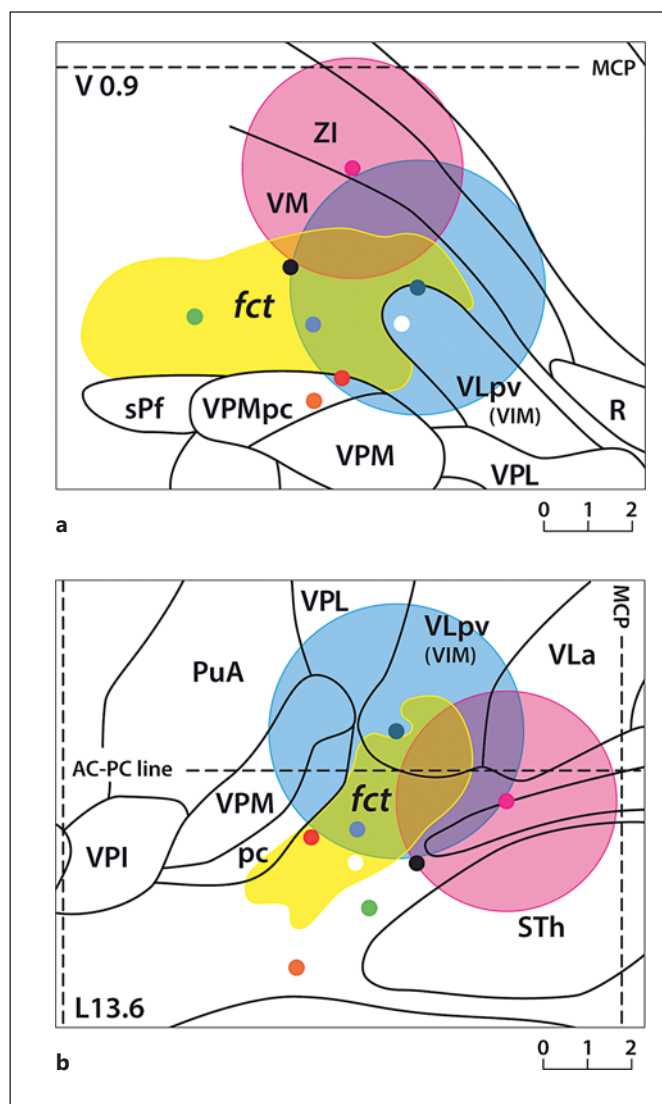 MCP
V 0.9
ZI
VM
fct
sPf
VPMpc
VLpv
(VIM)
R
VPM
VPL
0 1 2
a
VPL
MCP
VLpv
(VIM)
VLa
PuA
AC-PC line
fct
VPM
VPI
pc
STh
L13.6
0 1 2
b